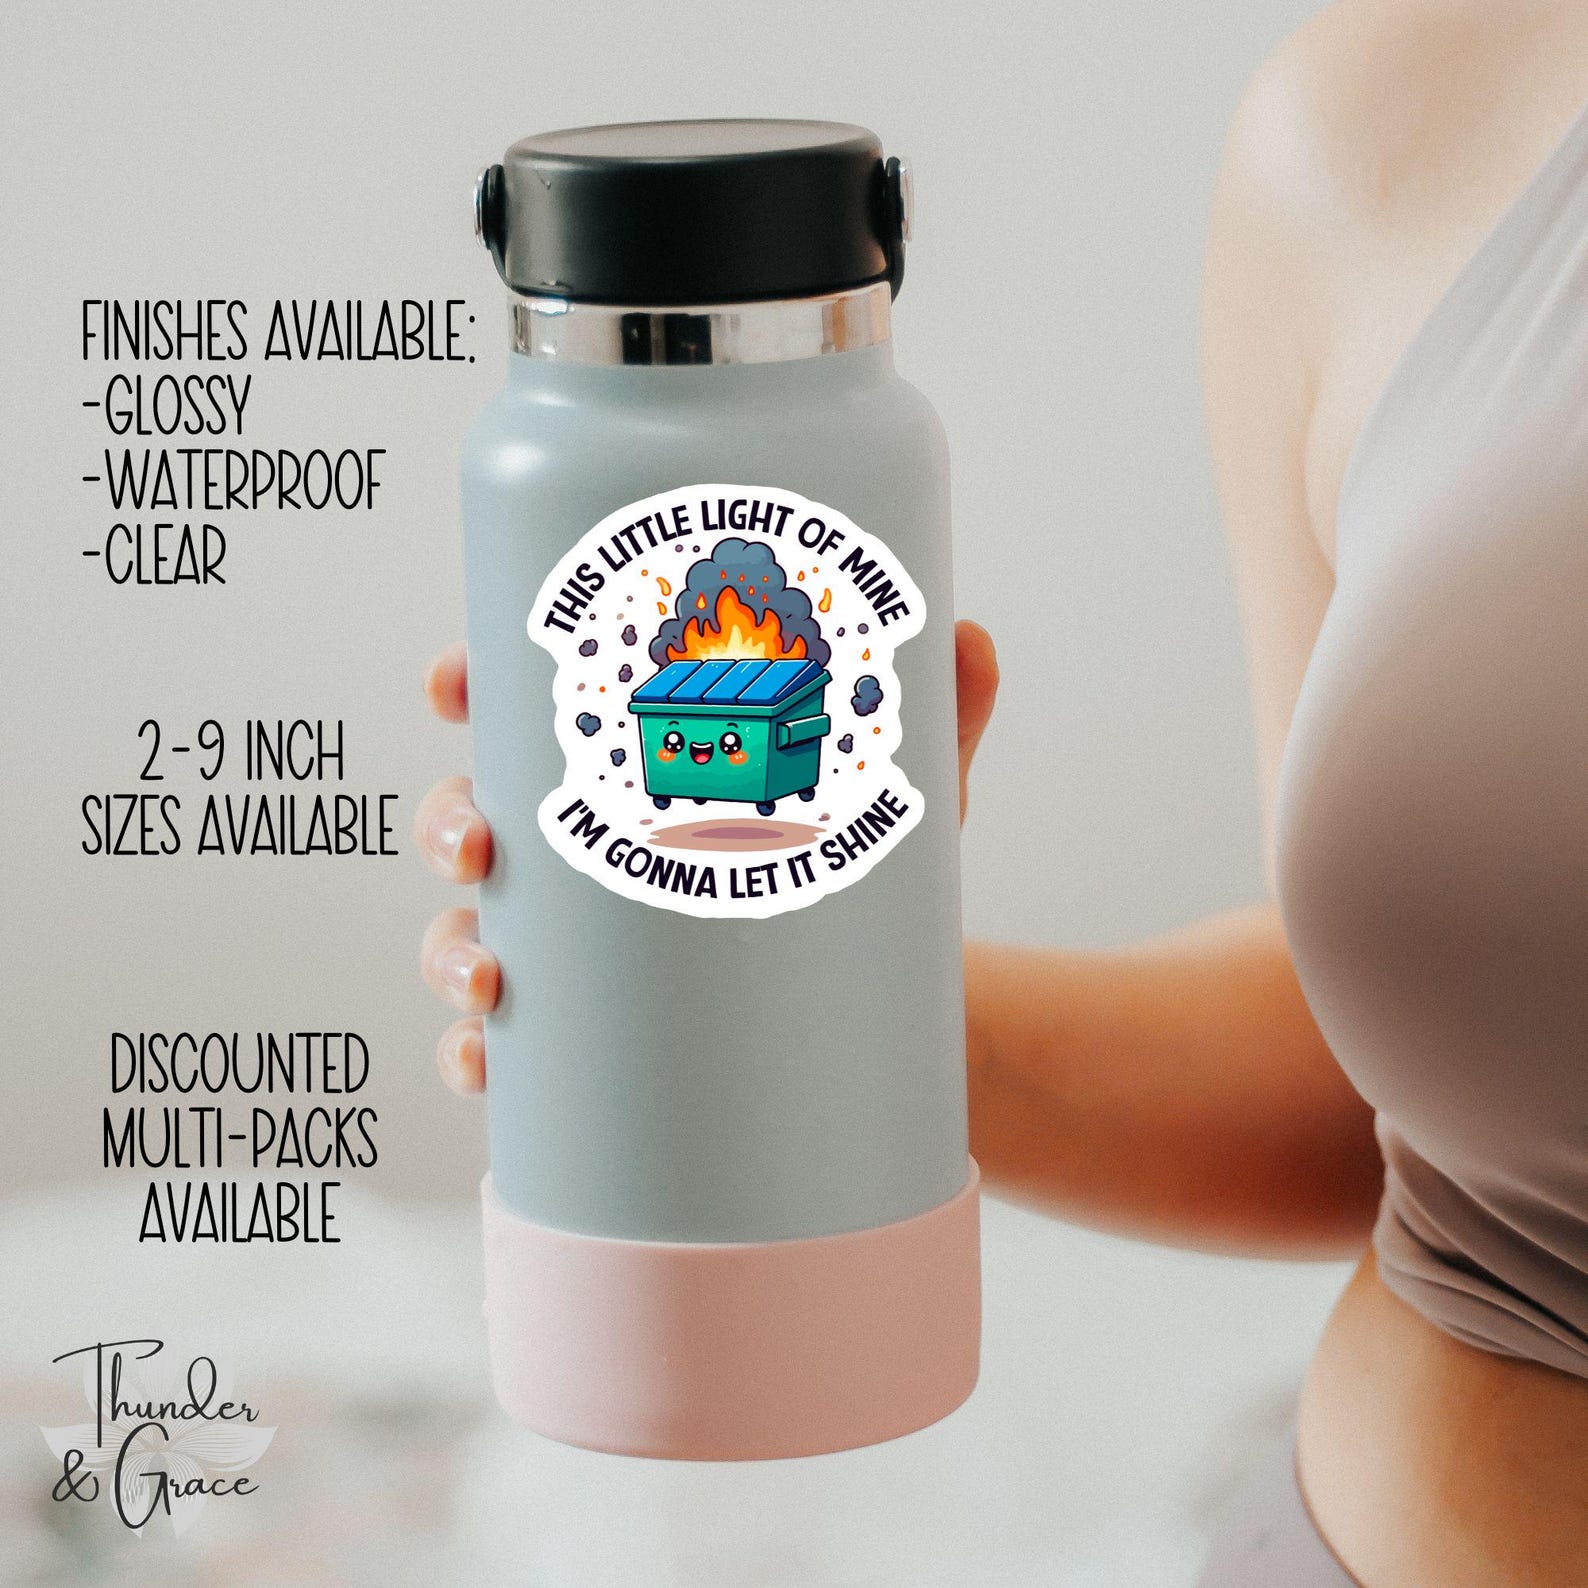 FINISHES AVAILABLE:
-GLOSSY
-WATERPROOF
-CLEAR
2-9 INCH
SIZES AVAILABLE
DISCOUNTED
MULTI-PACKS
AVAILABLE
THIS LITTLE LIGHT OF MINE
I'M GONNA LET IT SHINE
Thunder
& Grace